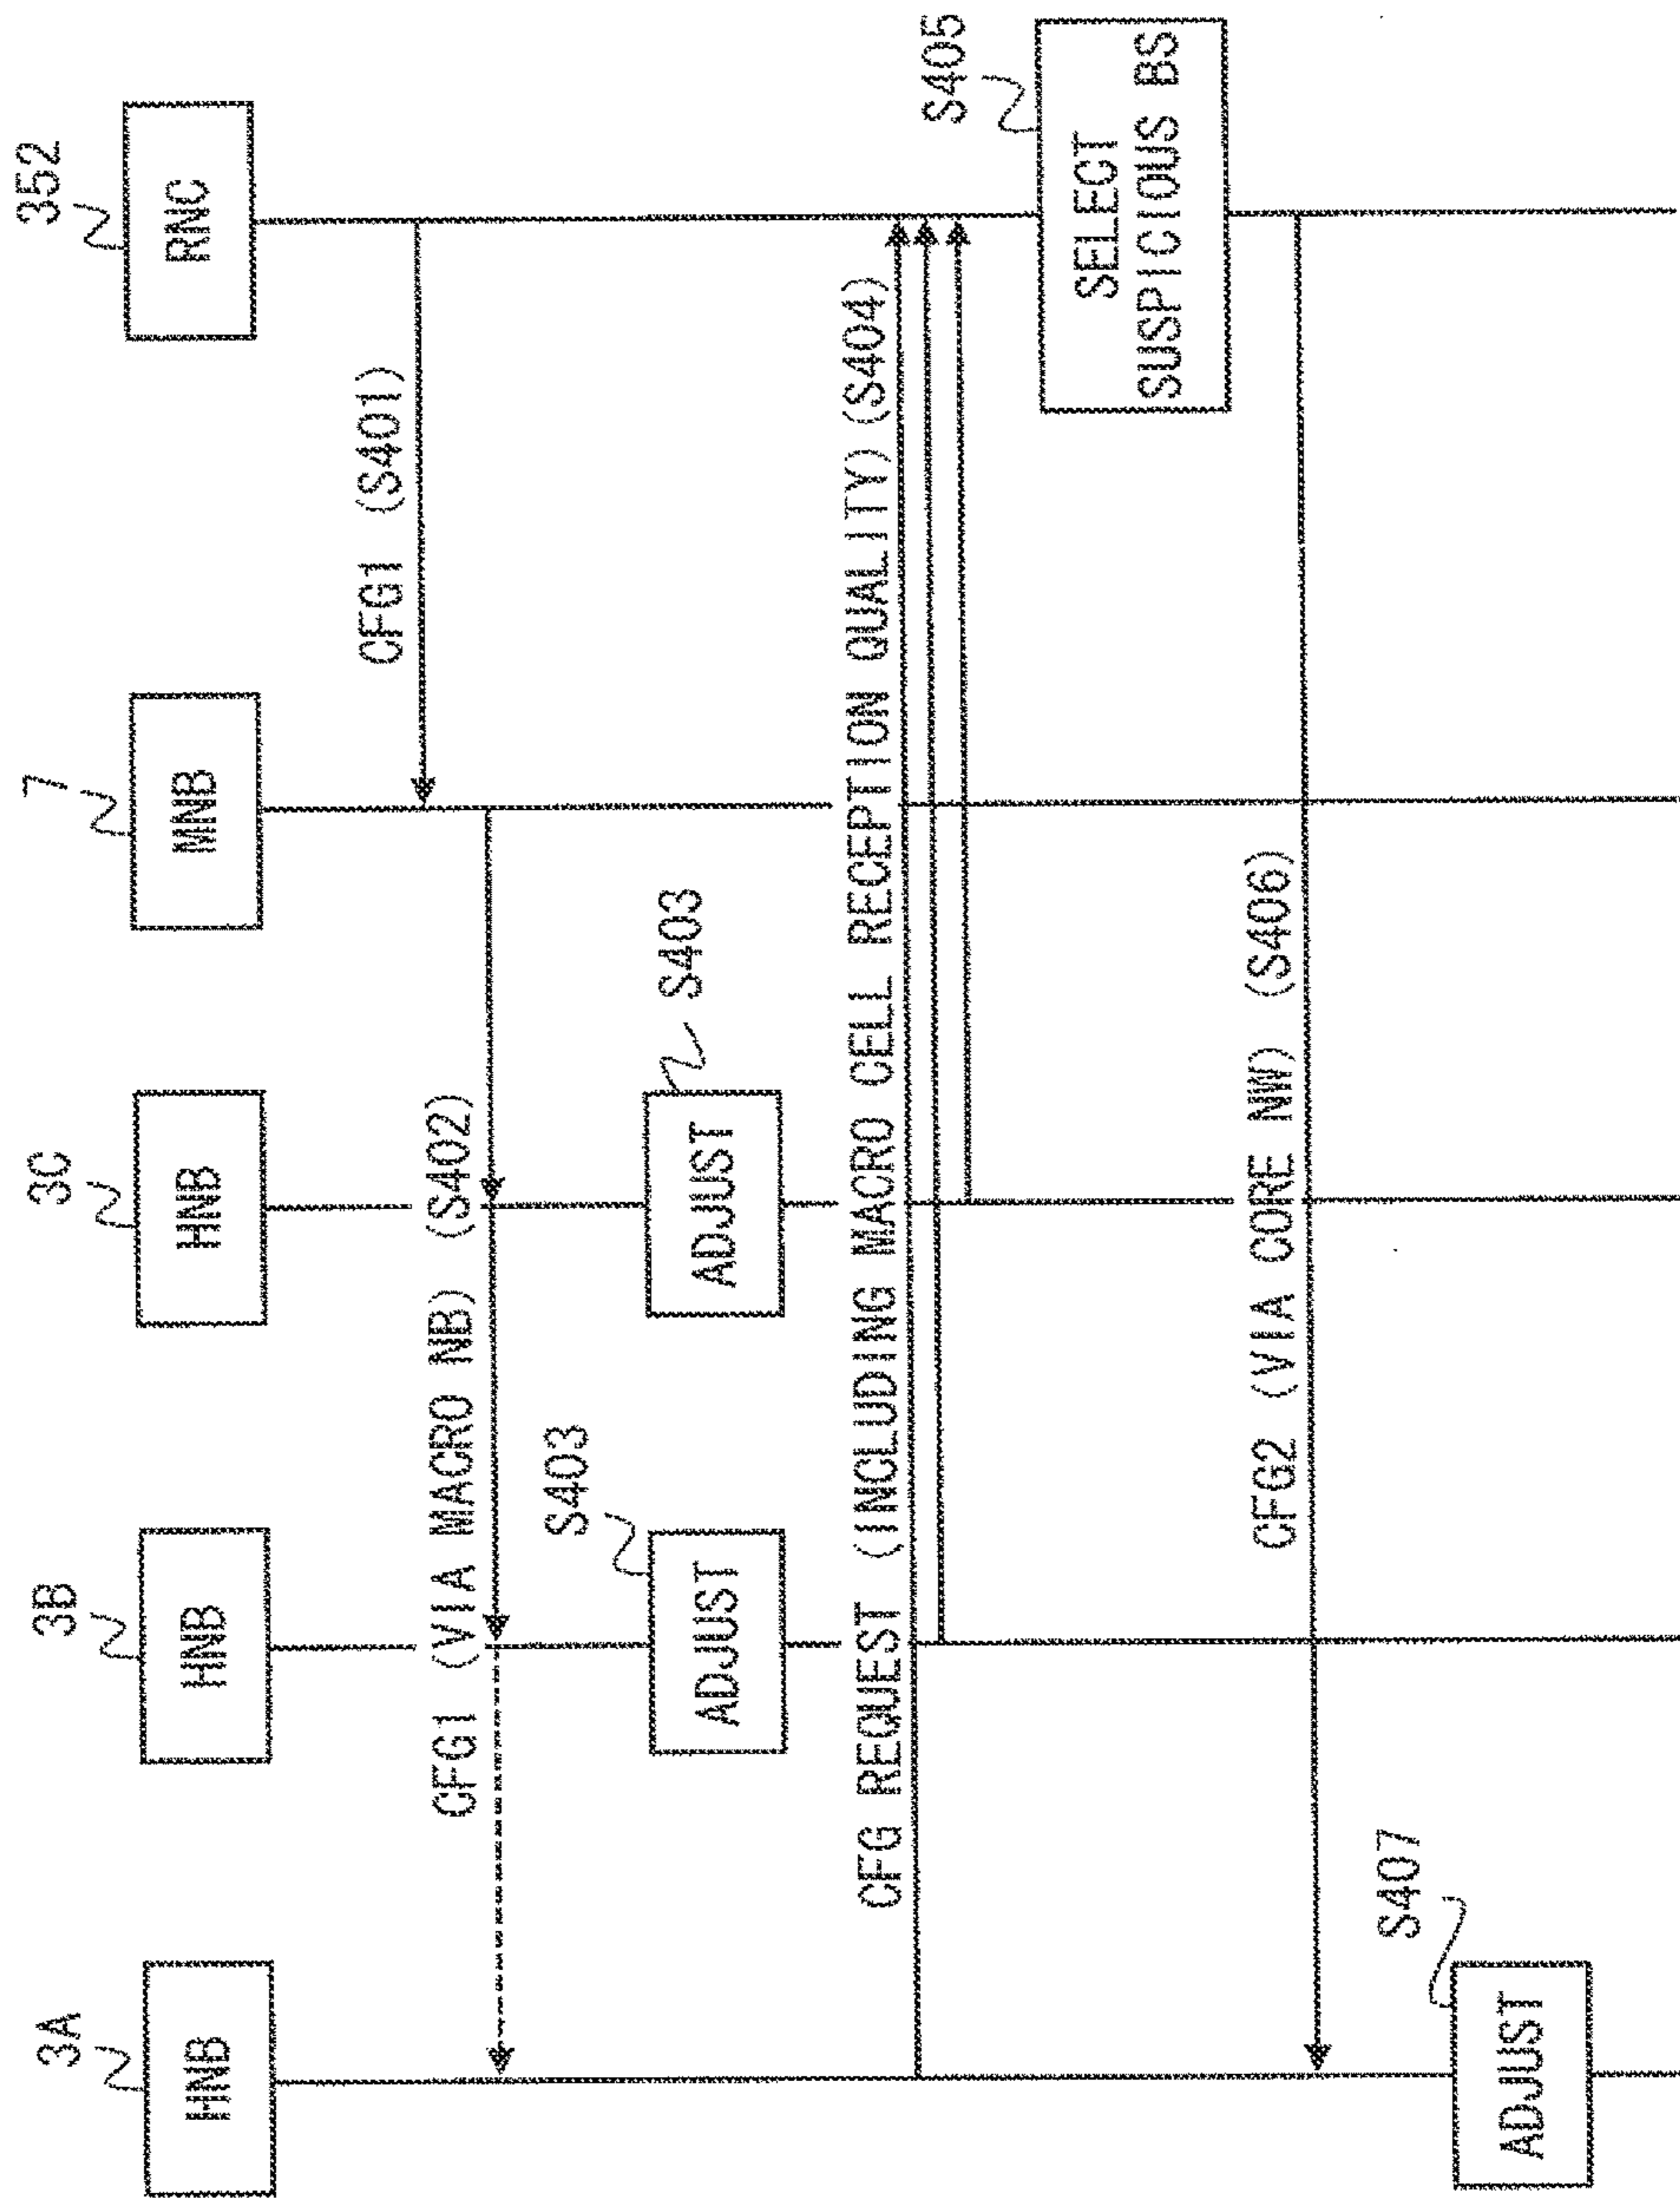 3A
3B
3C
7
352
HNB
HNB
HNB
MNB
RNC
CFG1 (S401)
CFG1 (VIA MACRO NB) (S402)
S403
S403
ADJUST
ADJUST
CFG REQUEST (INCLUDING MACRO CELL RECEPTION QUALITY) (S404)
S405
SELECT
SUSPICIOUS BS
CFG2 (VIA CORE NW) (S406)
S407
ADJUST